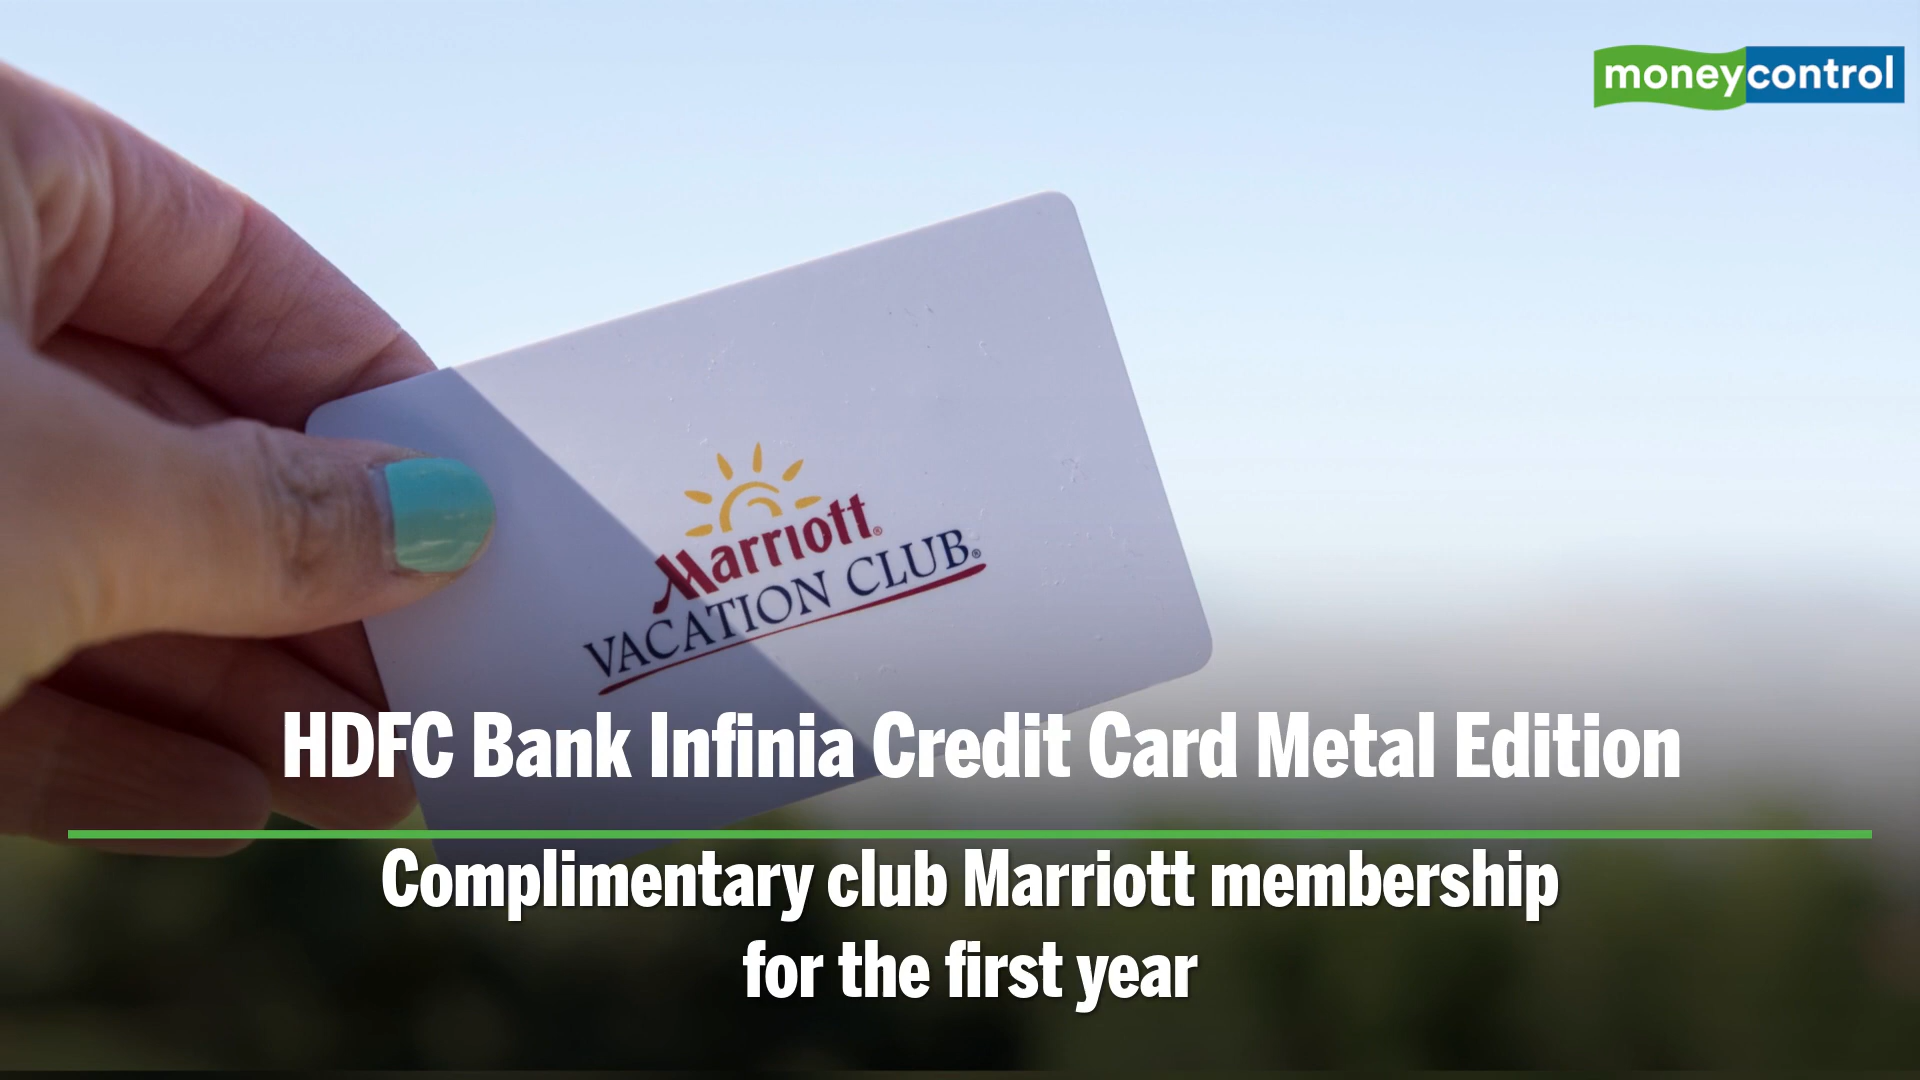 moneycontrol
Marriott®
VACATION CLUB®
HDFC Bank Infinia Credit Card Metal Edition
Complimentary club Marriott membership
for the first year